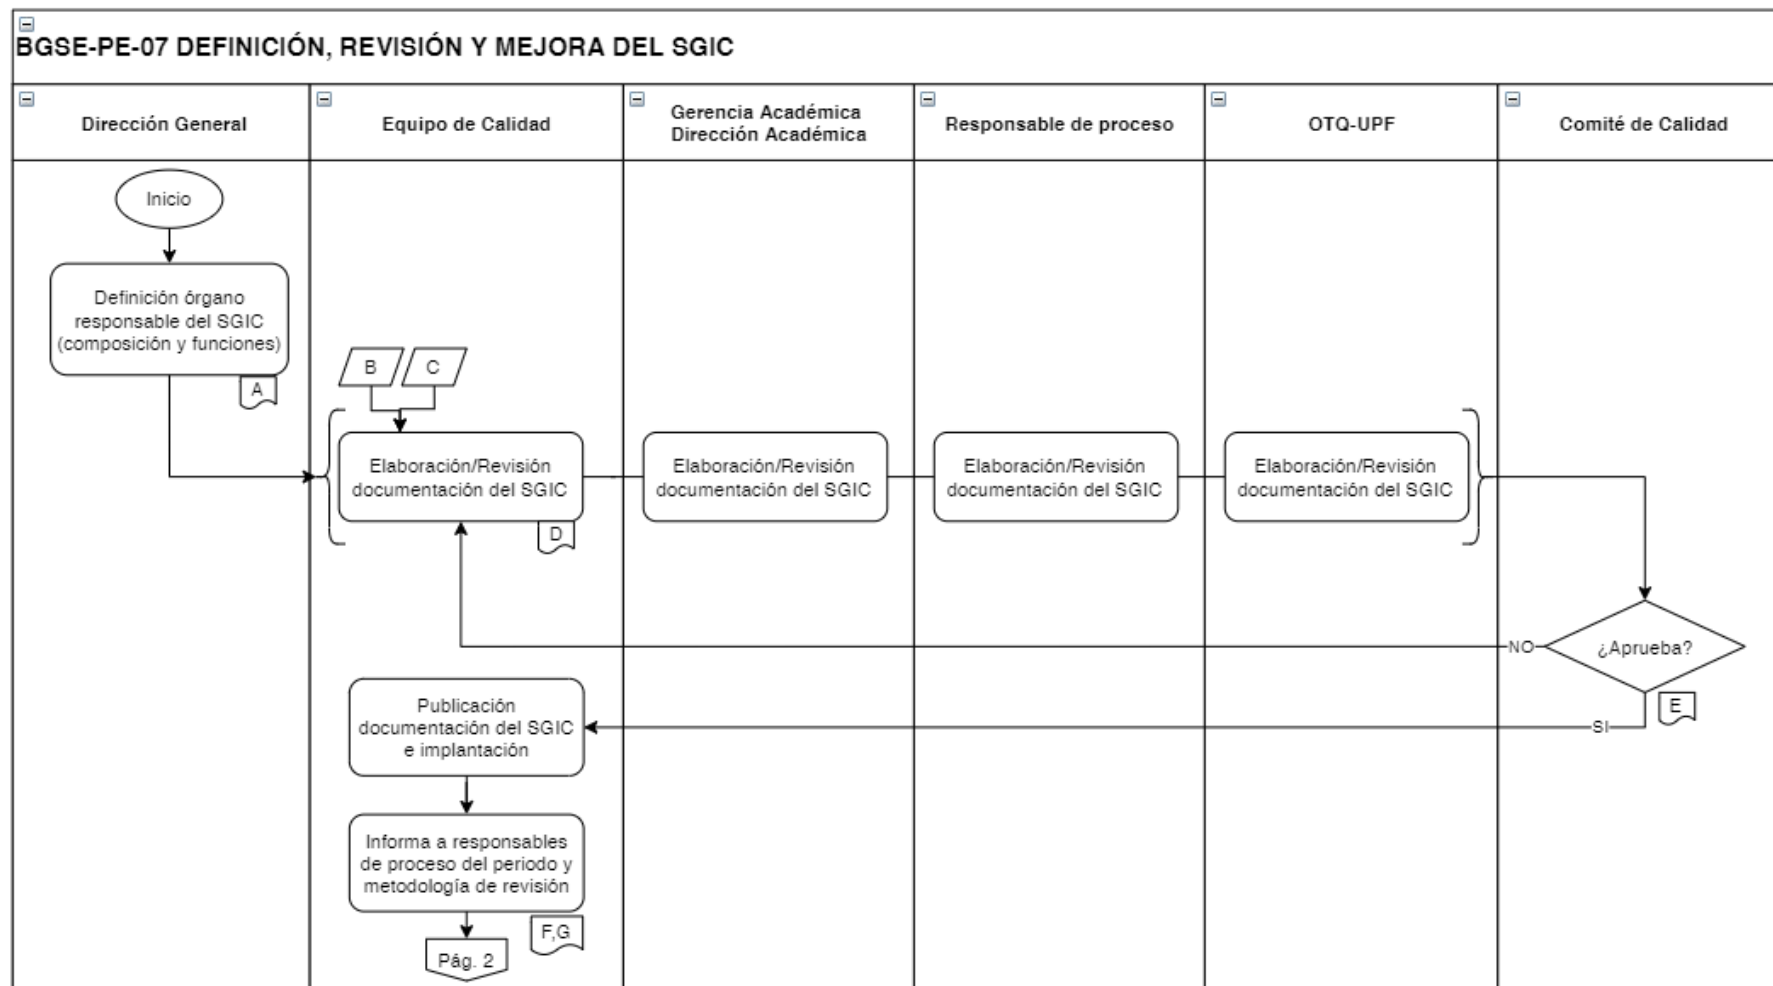 BGSE-PE-07 DEFINICIÓN, REVISIÓN Y MEJORA DEL SGIC
Dirección General
Equipo de Calidad
Gerencia Académica
Dirección Académica
Responsable de proceso
OTQ-UPF
Comité de Calidad
Inicio
Definición órgano
responsable del SGIC
(composición y funciones)
A
B
C
Elaboración/Revisión
documentación del SGIC
D
Elaboración/Revisión
documentación del SGIC
Elaboración/Revisión
documentación del SGIC
Elaboración/Revisión
documentación del SGIC
¿Aprueba?
NO
E
SI
Publicación
documentación del SGIC
e implantación
Informa a responsables
de proceso del periodo y
metodología de revisión
F,G
Pág. 2